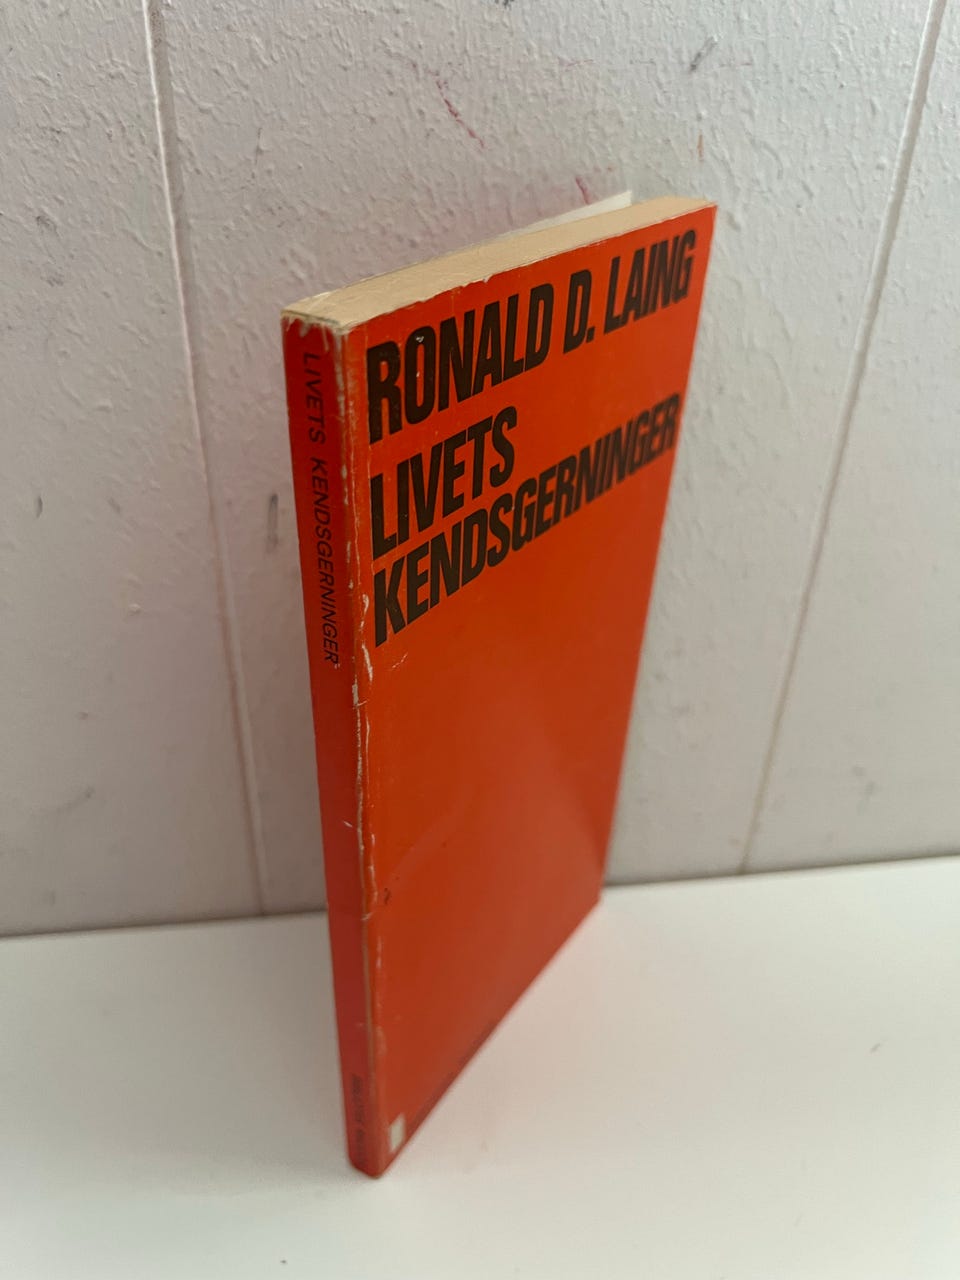 RONALD D. LAING
LIVETS
KENDSGERNINGER
LIVETS KENDSGERNINGER